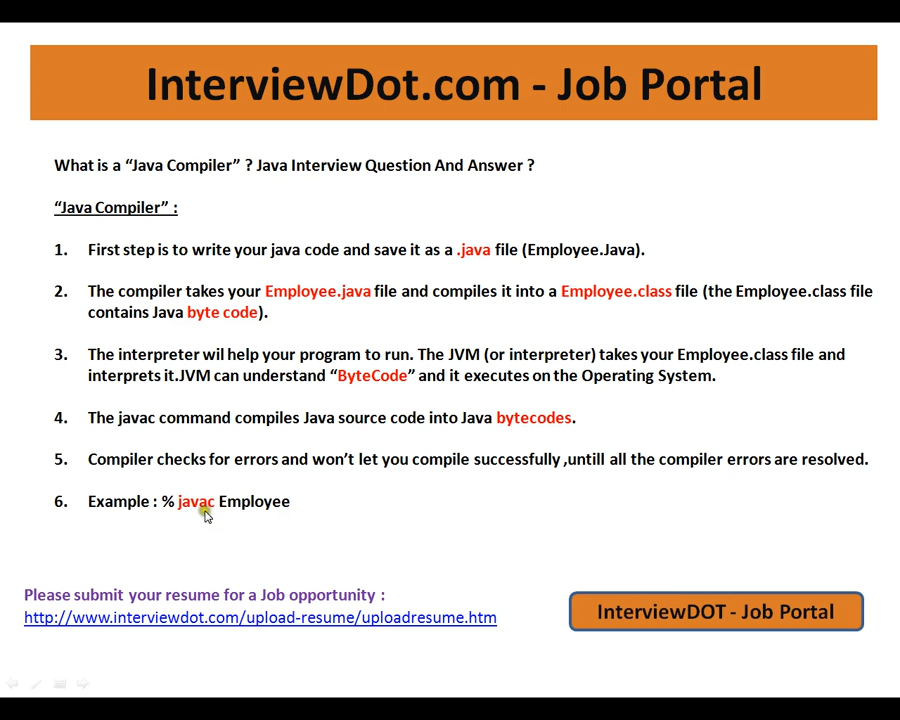 InterviewDot.com - Job Portal
What is a “Java Compiler” ? Java Interview Question And Answer ?
“Java Compiler” :
1. First step is to write your java code and save it as a .java file (Employee.Java).
2. The compiler takes your Employee.java file and compiles it into a Employee.class file (the Employee.class file
contains Java byte code).
3. The interpreter will help your program to run. The JVM (or interpreter) takes your Employee.class file and
interprets it.JVM can understand “ByteCode” and it executes on the Operating System.
4. The javac command compiles Java source code into Java bytecodes.
5. Compiler checks for errors and won’t let you compile successfully ,untill all the compiler errors are resolved.
6. Example : % javac Employee
Please submit your resume for a Job opportunity :
http://www.interviewdot.com/upload-resume/uploadresume.htm
InterviewDOT - Job Portal